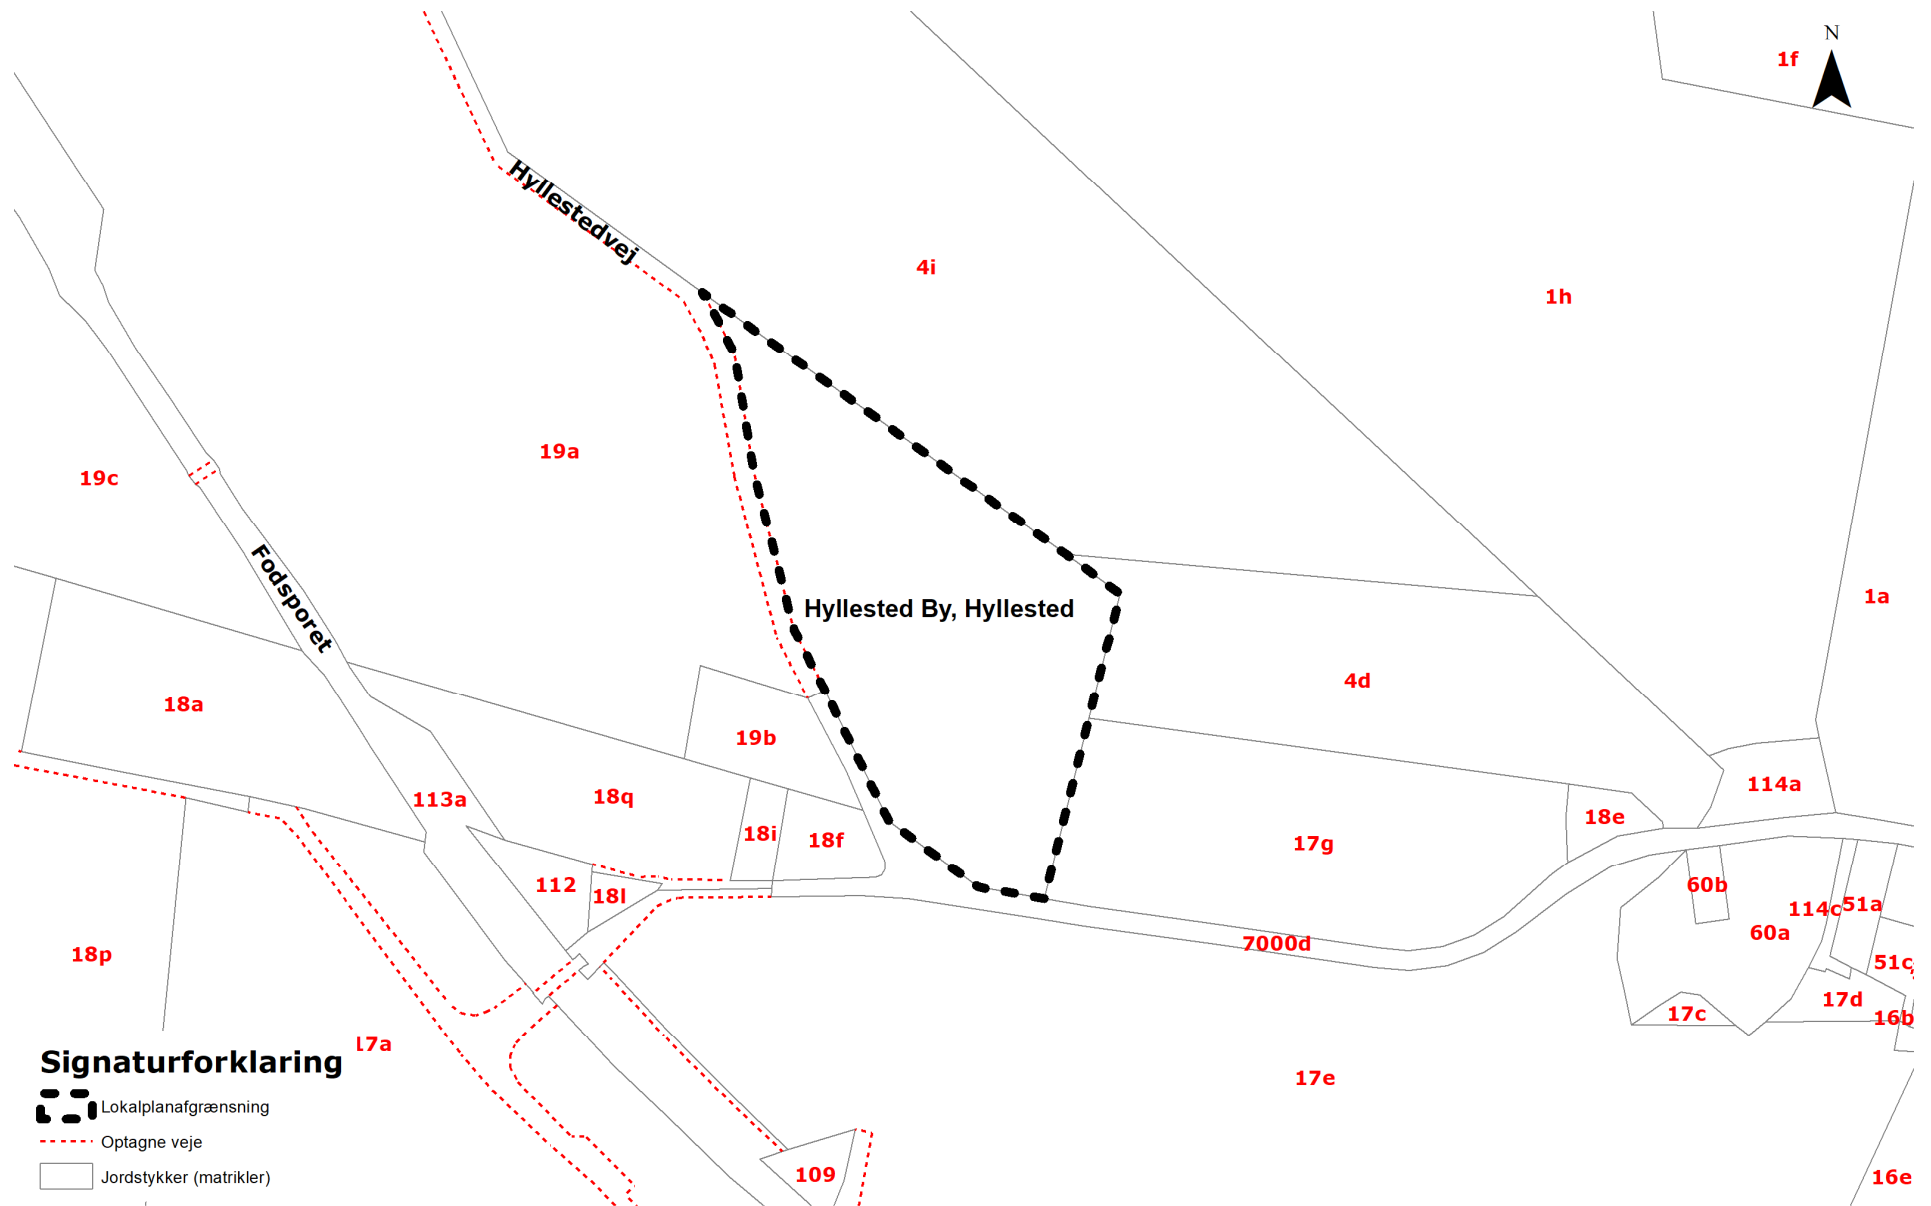 N
1f
Hyllestedvej
4i
1h
19a
19c
Fodsporet
1a
Hyllested By, Hyllested
4d
18a
19b
114a
113a
18q
18i
18f
18e
17g
112
18l
60b
114c
51a
60a
7000d
18p
51c
17d
17c
16b
17a
17e
109
16e
Signaturforklaring
Lokalplanafgrænsning
Optagne veje
Jordstykker (matrikler)